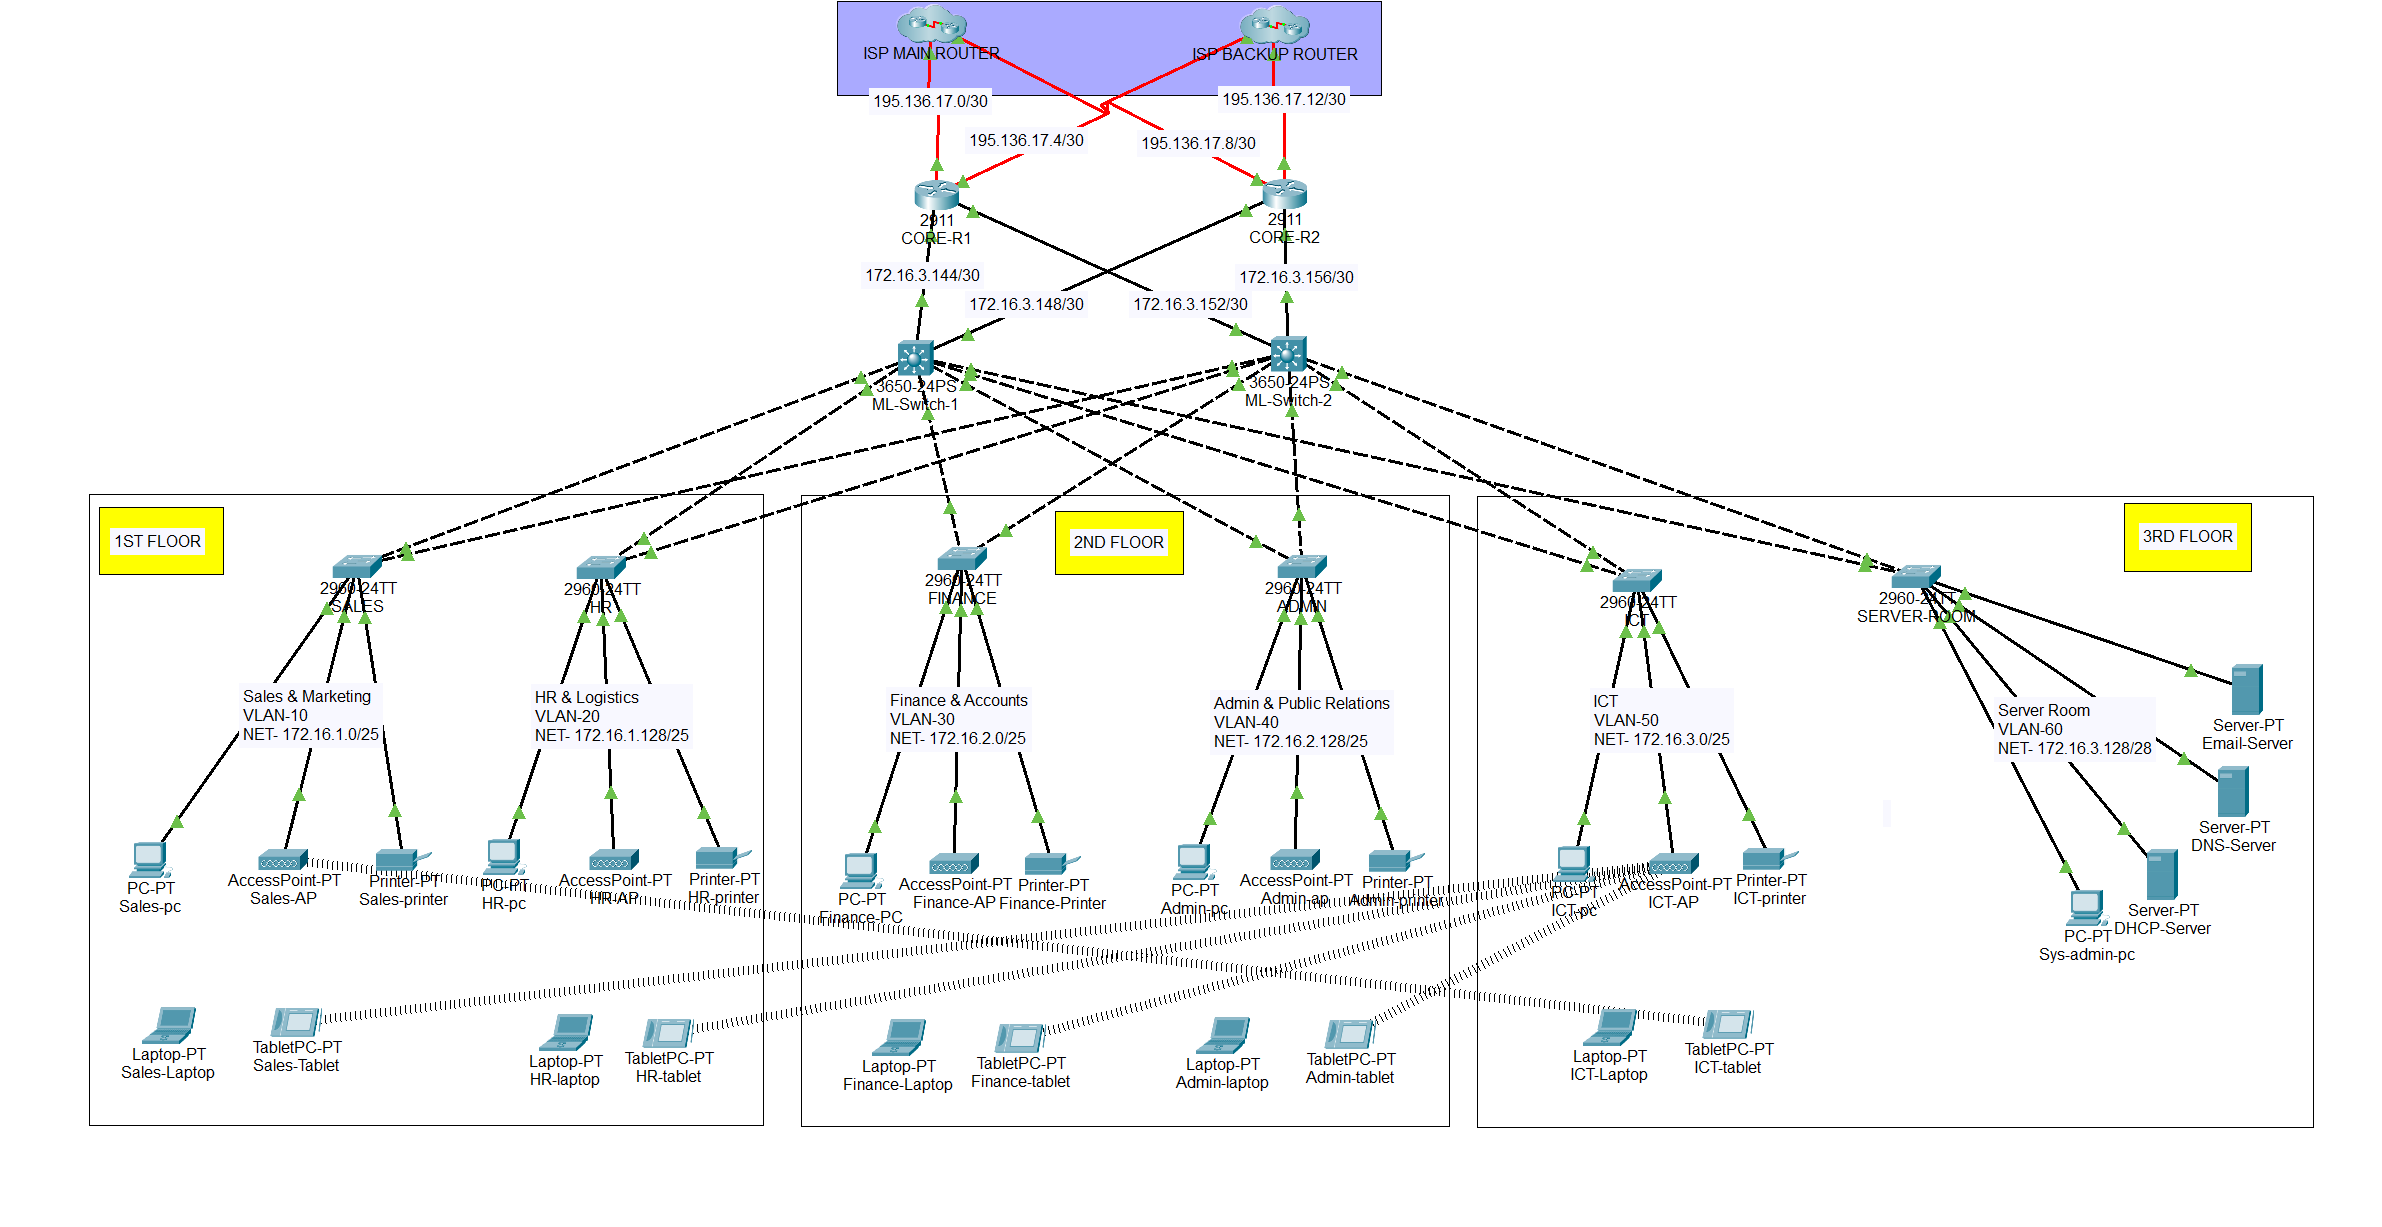 ISP MAIN ROUTER
ISP BACKUP ROUTER
195.136.17.0/30
195.136.17.12/30
195.136.17.4/30
195.136.17.8/30
2911
CORE-R1
2911
CORE-R2
172.16.3.144/30
172.16.3.156/30
172.16.3.148/30
172.16.3.152/30
3650-24PS
ML-Switch-1
3650-24PS
ML-Switch-2
1ST FLOOR
2ND FLOOR
3RD FLOOR
2960-24TT
SALES
2960-24TT
HR
2960-24TT
FINANCE
2960-24TT
ADMIN
2960-24TT
ICT
2960-24TT
SERVER-ROOM
Sales & Marketing
VLAN-10
NET- 172.16.1.0/25
HR & Logistics
VLAN-20
NET- 172.16.1.128/25
Finance & Accounts
VLAN-30
NET- 172.16.2.0/25
Admin & Public Relations
VLAN-40
NET- 172.16.2.128/25
ICT
VLAN-50
NET- 172.16.3.0/25
Server Room
VLAN-60
NET- 172.16.3.128/28
Server-PT
Email-Server
Server-PT
DNS-Server
Server-PT
DHCP-Server
PC-PT
Sys-admin-pc
PC-PT
Sales-pc
AccessPoint-PT
Sales-AP
Printer-PT
Sales-printer
PC-PT
HR-pc
AccessPoint-PT
HR-AP
Printer-PT
HR-printer
PC-PT
Finance-PC
AccessPoint-PT
Finance-AP
Printer-PT
Finance-Printer
PC-PT
Admin-pc
AccessPoint-PT
Admin-ap
Printer-PT
Admin-printer
PC-PT
ICT-pc
AccessPoint-PT
ICT-AP
Printer-PT
ICT-printer
Laptop-PT
Sales-Laptop
TabletPC-PT
Sales-Tablet
Laptop-PT
HR-laptop
TabletPC-PT
HR-tablet
Laptop-PT
Finance-Laptop
TabletPC-PT
Finance-tablet
Laptop-PT
Admin-laptop
TabletPC-PT
Admin-tablet
Laptop-PT
ICT-Laptop
TabletPC-PT
ICT-tablet